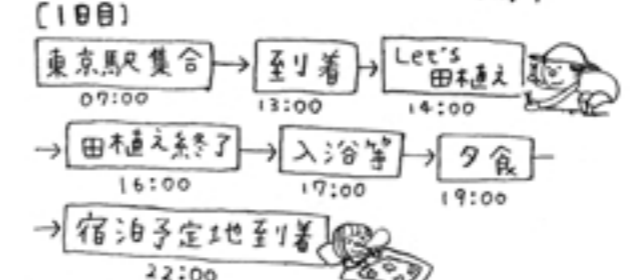 [1日目]
東京駅集合 → 到着 → Let's 田植え
07:00 13:00 14:00
→ 田植え終了 → 入浴等 → 夕食
16:00 17:00 19:00
→ 宿泊予定地到着
22:00